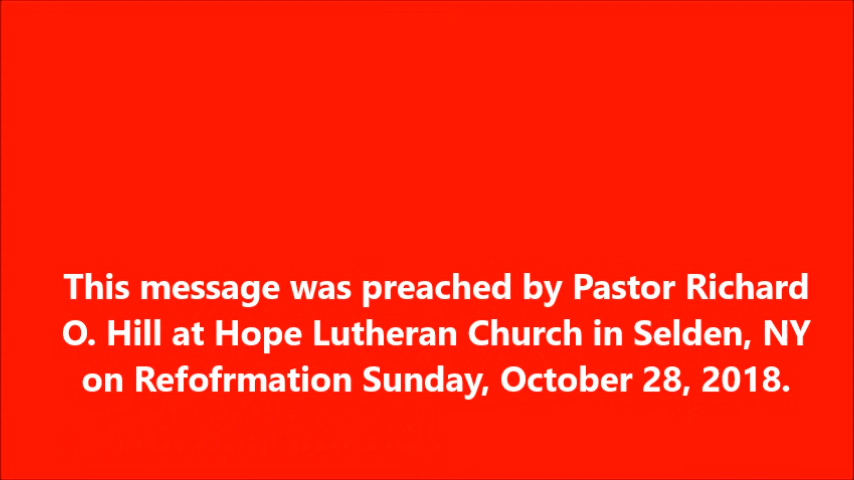 This message was preached by Pastor Richard
O. Hill at Hope Lutheran Church in Selden, NY
on Refofrmation Sunday, October 28, 2018.